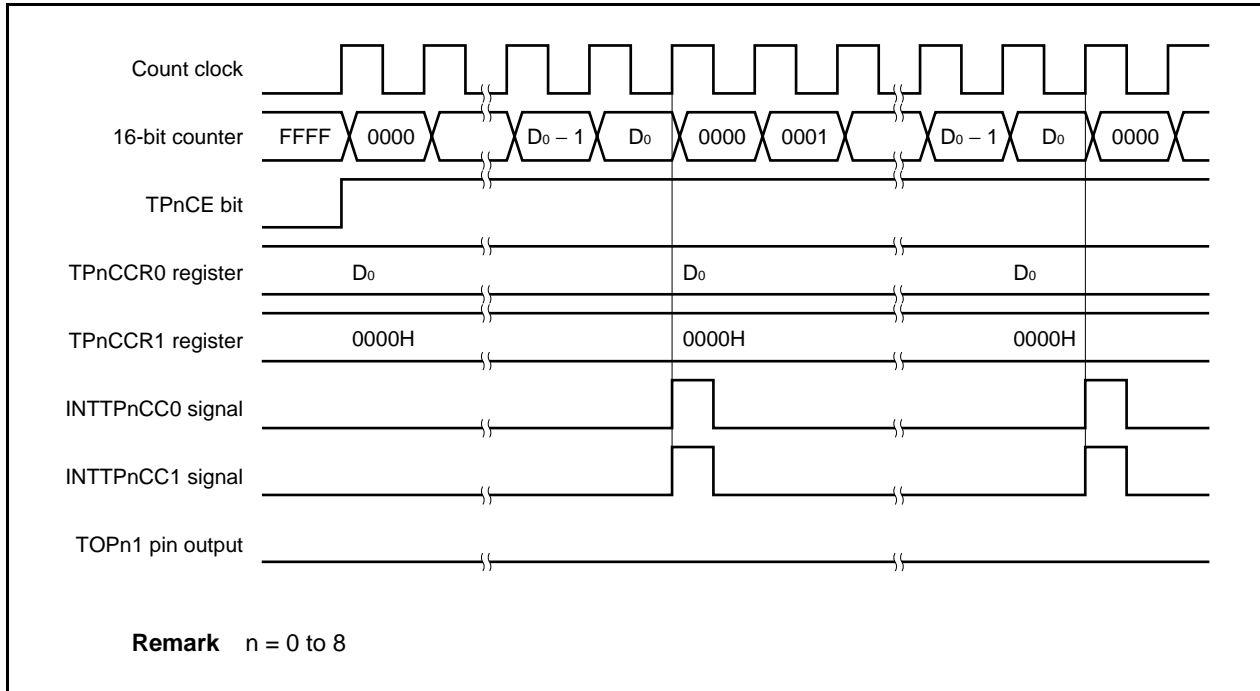 Count clock
16-bit counter FFFF 0000 D₀ − 1 D₀ 0000 0001 D₀ − 1 D₀ 0000
TPnCE bit
TPnCCR0 register D₀ D₀ D₀
TPnCCR1 register 0000H 0000H 0000H
INTTPnCC0 signal
INTTPnCC1 signal
TOPn1 pin output
Remark n = 0 to 8